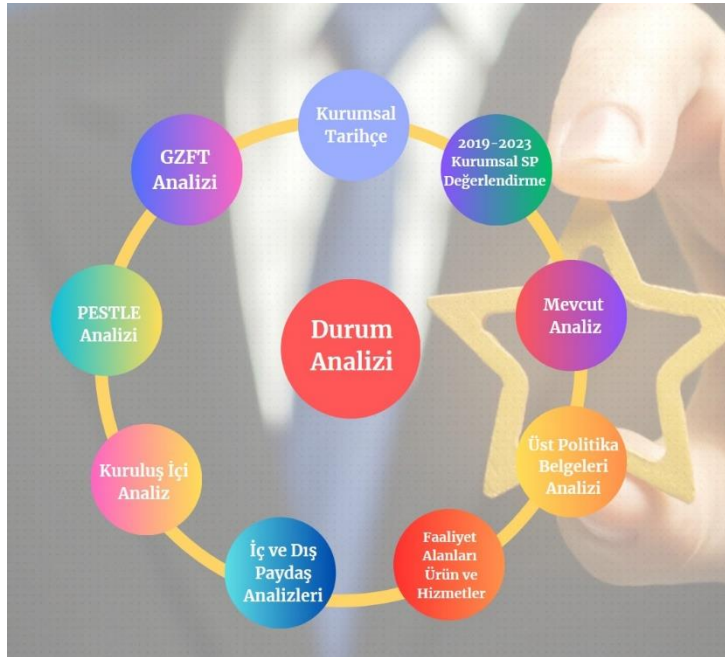 Kurumsal
Tarihçe
2019-2023
Kurumsal SP
Değerlendirme
Mevcut
Analiz
Üst Politika
Belgeleri
Analizi
Faaliyet
Alanları
Ürün ve
Hizmetler
İç ve Dış
Paydaş
Analizleri
Kuruluş İçi
Analiz
PESTLE
Analizi
GZFT
Analizi
Durum
Analizi